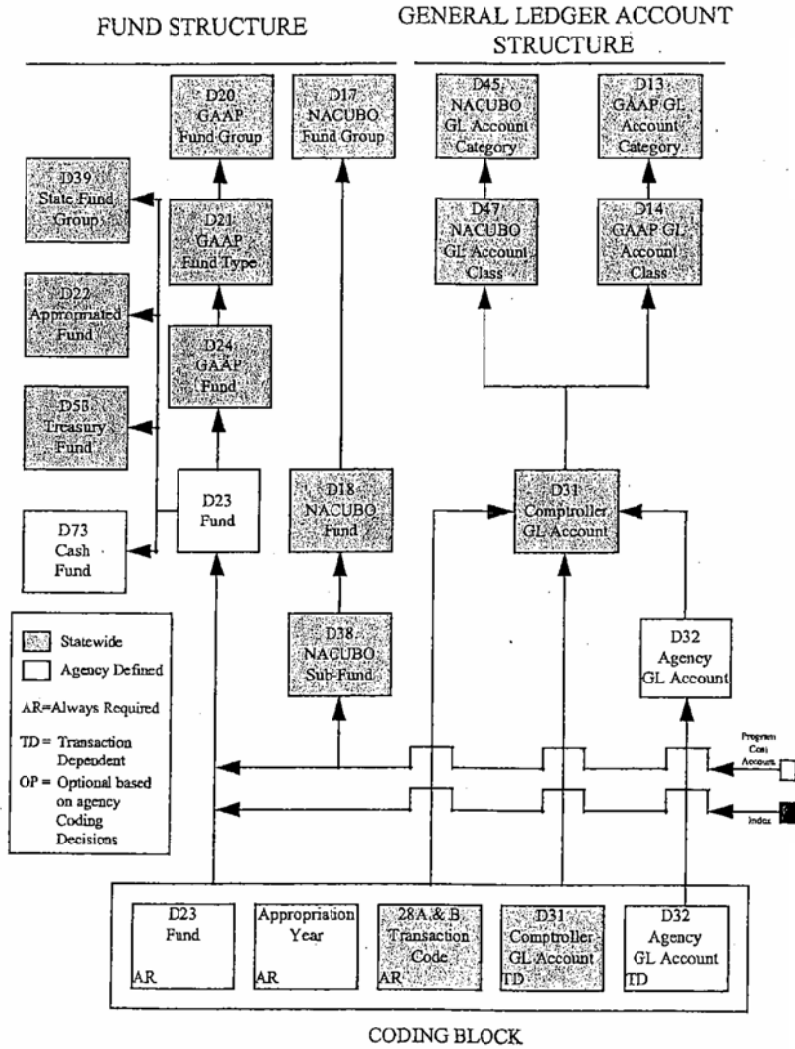 FUND STRUCTURE
GENERAL LEDGER ACCOUNT
STRUCTURE
D20
GAAP
Fund Group
D17
NACUBO
Fund Group
D45
NACUBO
GL Account
Category
D13
GAAP GL
Account
Category
D39
State Fund
Group
D21
GAAP
Fund Type
D47
NACUBO
GL Account
Class
D14
GAAP GL
Account
Class
D22
Appropriated
Fund
D24
GAAP
Fund
D53
Treasury
Fund
D23
Fund
D18
NACUBO
Fund
D31
Comptroller
GL Account
D73
Cash
Fund
D38
NACUBO
Sub-Fund
D32
Agency
GL Account
Statewide
Agency Defined
AR=Always Required
TD = Transaction
Dependent
OP = Optional based
on agency
Coding
Decisions
Program
Cost
Account
Index
D23
Fund
AR
Appropriation
Year
AR
28A & B
Transaction
Code
AR
D31
Comptroller
GL Account
TD
D32
Agency
GL Account
TD
CODING BLOCK